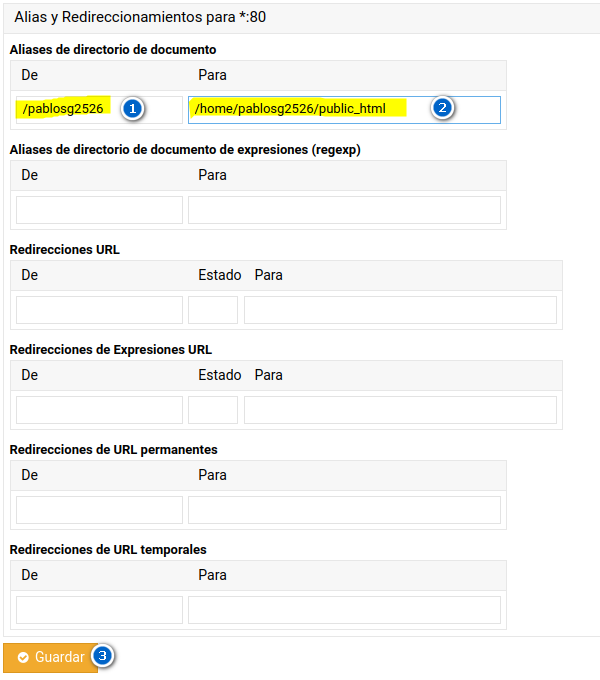 Alias y Redireccionamientos para *:80
Aliases de directorio de documento
De Para
/pablosg2526 1 /home/pablosg2526/public_html 2
Aliases de directorio de documento de expresiones (regexp)
De Para
Redirecciones URL
De Estado Para
Redirecciones de Expresiones URL
De Estado Para
Redirecciones de URL permanentes
De Para
Redirecciones de URL temporales
De Para
Guardar 3